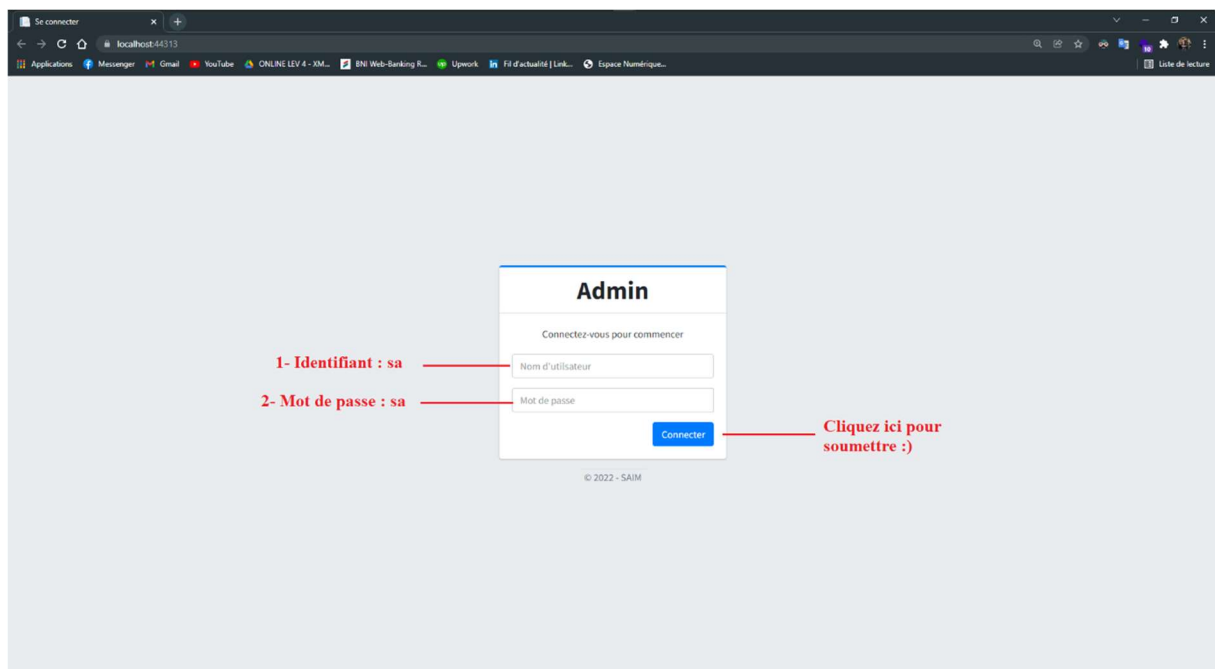 Se connecter
localhost:44313
Applications Messenger Gmail YouTube ONLINE LEV 4 - XM... BNI Web-Banking R... Upwork Fil d'actualité | Link... Espace Numérique... Liste de lecture
Admin
Connectez-vous pour commencer
1- Identifiant : sa
Nom d'utilsateur
2- Mot de passe : sa
Mot de passe
Connecter
Cliquez ici pour
soumettre :)
© 2022 - SAIM